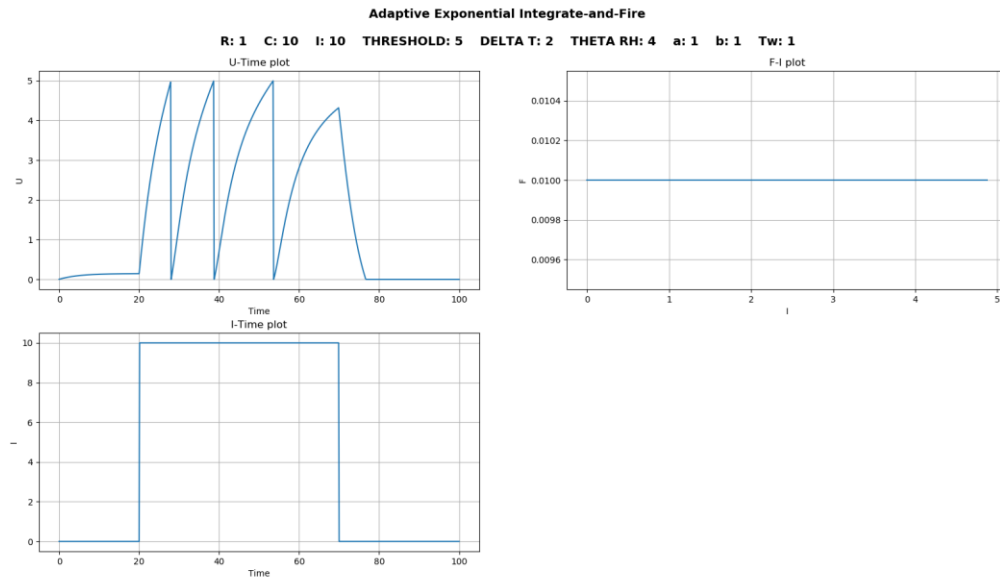 Adaptive Exponential Integrate-and-Fire
R: 1 C: 10 I: 10 THRESHOLD: 5 DELTA T: 2 THETA RH: 4 a: 1 b: 1 Tw: 1
U-Time plot
5
4
3
2
1
0
U
0 20 40 60 80 100
Time
F-I plot
0.0104
0.0102
0.0100
0.0098
0.0096
F
0 1 2 3 4 5
I
I-Time plot
10
8
6
4
2
0
I
0 20 40 60 80 100
Time